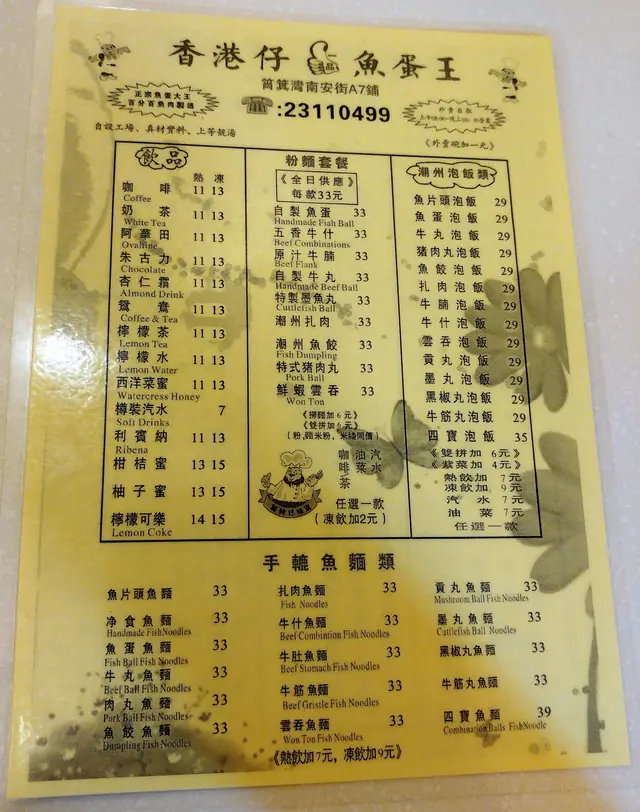 香港仔 魚蛋王
正宗魚蛋大王
百分百魚肉製造
筲箕灣南安街A7鋪
:23110499
外賣自取
自設工場、真材實料、上等靚湯
《外賣碗加一元》
飲品
熱 凍
咖啡 11 13
Coffee
奶茶 11 13
White Tea
阿華田 11 13
Ovaltine
朱古力 11 13
Chocolate
杏仁霜 11 13
Almond Drink
鴛鴦 11 13
Coffee & Tea
檸檬茶 11 13
Lemon Tea
檸檬水 11 13
Lemon Water
西洋菜蜜 11 13
Watercress Honey
樽裝汽水 7
Soft Drinks
利賓納 11 13
Ribena
柑桔蜜 13 15
柚子蜜 13 15
檸檬可樂 14 15
Lemon Coke
粉麵套餐
《全日供應》
每款33元
自製魚蛋 33
Handmade Fish Ball
五香牛什 33
Beef Combinations
原汁牛腩 33
Beef Flank
自製牛丸 33
Handmade Beef Ball
特製墨魚丸 33
Cuttlefish Ball
潮州扎肉 33
潮州魚餃 33
Fish Dumpling
特式豬肉丸 33
Pork Ball
鮮蝦雲吞 33
Won Ton
《撈麵加6元》
《雙拼加6元》
(粉,麵米粉,米綫同價)
咖啡茶 油菜 汽水
任選一款
(凍飲加2元)
潮州泡飯類
魚片頭泡飯 29
魚蛋泡飯 29
牛丸泡飯 29
豬肉丸泡飯 29
魚餃泡飯 29
扎肉泡飯 29
牛腩泡飯 29
牛什泡飯 29
雲吞泡飯 29
貢丸泡飯 29
墨丸泡飯 29
黑椒丸泡飯 29
牛筋丸泡飯 29
四寶泡飯 35
《雙拼加 6元》
《紫菜加 4元》
熱飲加 7元
凍飲加 9元
汽水 7元
油菜 7元
任選一款
手轆魚麵類
魚片頭魚麵 33
净食魚麵 33
Handmade Fish Noodles
魚蛋魚麵 33
Fish Ball Fish Noodles
牛丸魚麵 33
Beef Ball Fish Noodles
肉丸魚麵 33
Pork Ball Fish Noodles
魚餃魚麵 33
Dumpling Fish Noodles
扎肉魚麵 33
Fish Noodles
牛什魚麵 33
Beef Combintion Fish Noodles
牛肚魚麵 33
Beef Stomach Fish Noodles
牛筋魚麵 33
Beef Gristle Fish Noodles
雲吞魚麵 33
Won Ton Fish Noodle
貢丸魚麵 33
Mushroom Ball Fish Noodles
墨丸魚麵 33
Cuttlefish Ball Noodles
黑椒丸魚麵 33
牛筋丸魚麵 33
四寶魚麵 39
Combination Balls FishNoodle
《熱飲加7元, 凍飲加9元》